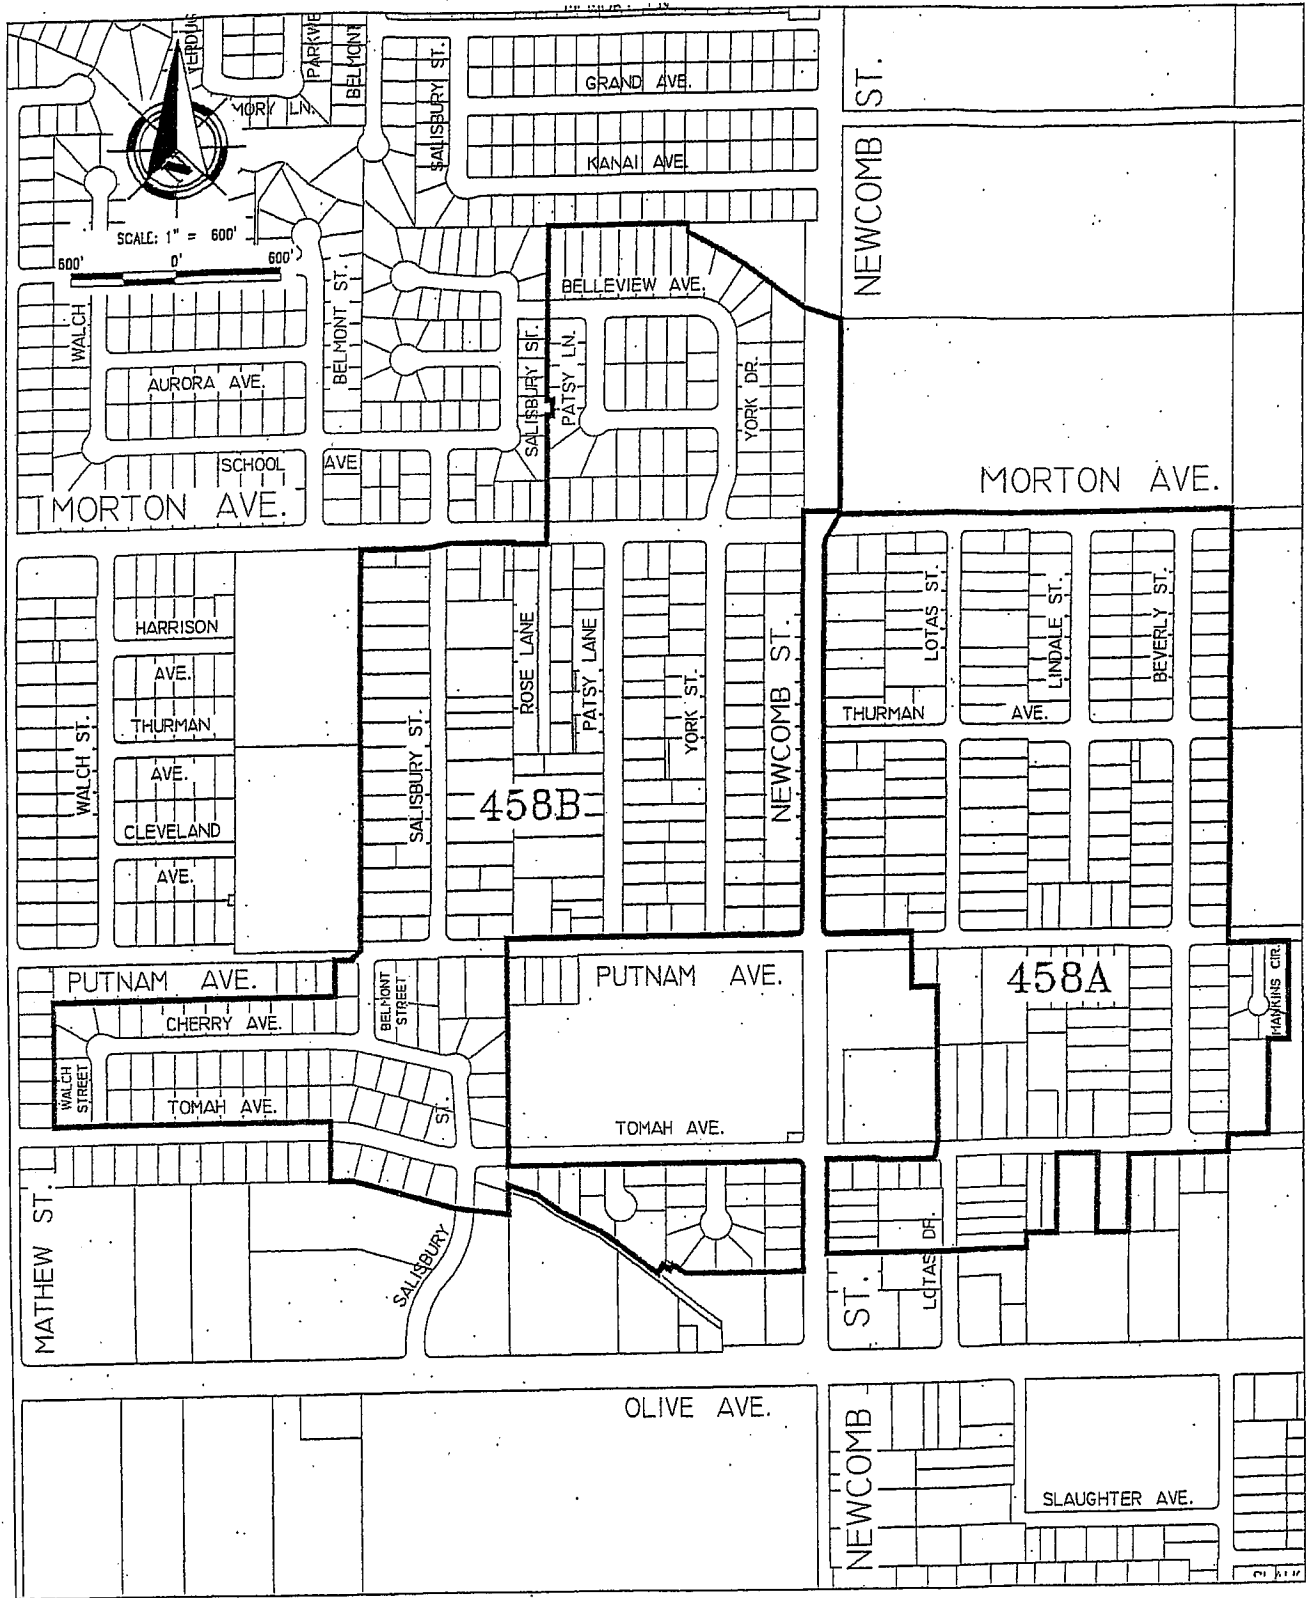 BELMONT
SALISBURY ST.
GRAND AVE.
ST.
MORY LN.
KANAI AVE.
NEWCOMB
SCALE: 1" = 600'
600' 0' 600'
BELLEVIEW AVE.
WALCH
BELMONT ST.
SALISBURY ST.
PATSY LN.
YORK DR.
AURORA AVE.
SCHOOL AVE
MORTON AVE.
MORTON AVE.
HARRISON
AVE.
THURMAN
AVE.
CLEVELAND
AVE.
WALCH ST.
SALISBURY ST.
ROSE LANE
PATSY LANE
YORK ST.
NEWCOMB ST.
LOTAS ST.
LINDALE ST.
BEVERLY ST.
THURMAN AVE.
458B
PUTNAM AVE.
BELMONT
STREET
PUTNAM AVE.
458A
MANKINS CIR.
CHERRY AVE.
WALCH
STREET
TOMAH AVE.
ST.
TOMAH AVE.
MATHEW ST.
SALISBURY
ST.
LOTAS DR.
OLIVE AVE.
NEWCOMB
SLAUGHTER AVE.